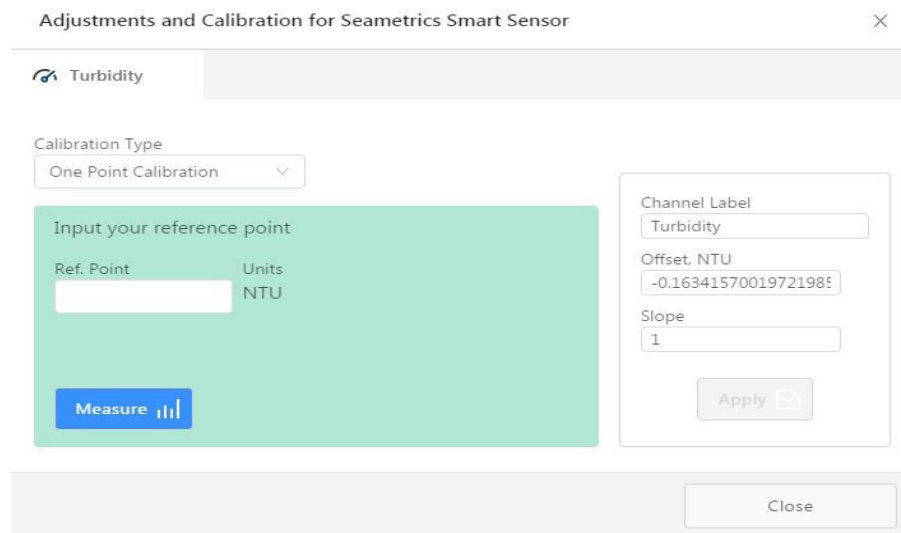 Adjustments and Calibration for Seametrics Smart Sensor
Turbidity
Calibration Type
One Point Calibration
Input your reference point
Ref. Point Units
NTU
Measure
Channel Label
Turbidity
Offset, NTU
-0.16341570019721985
Slope
1
Apply
Close